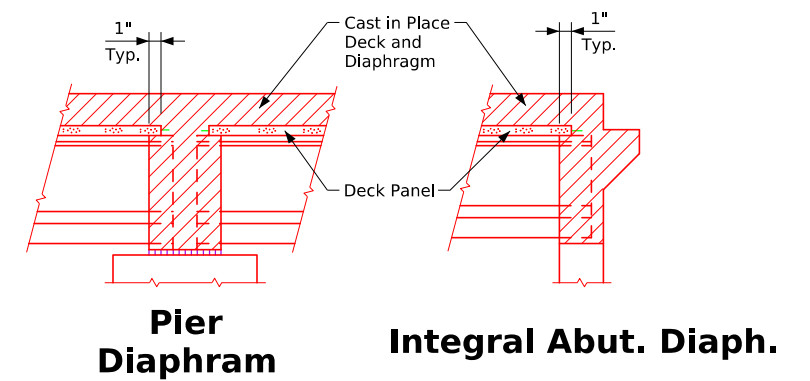 1"
Typ.
Cast in Place
Deck and
Diaphragm
1"
Typ.
Deck Panel
Pier
Diaphram
Integral Abut. Diaph.